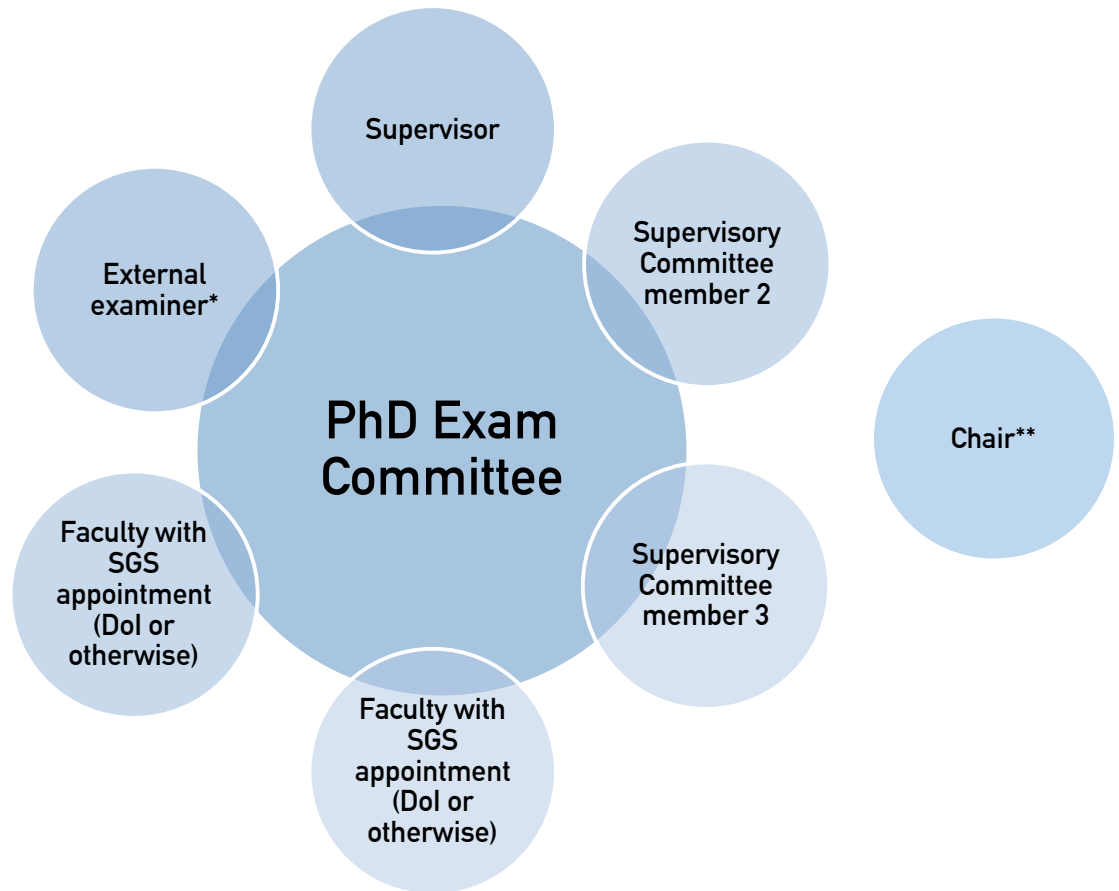 Supervisor
Supervisory
Committee
member 2
External
examiner*
PhD Exam
Committee
Chair**
Faculty with
SGS
appointment
(DoI or
otherwise)
Supervisory
Committee
member 3
Faculty with
SGS
appointment
(DoI or
otherwise)